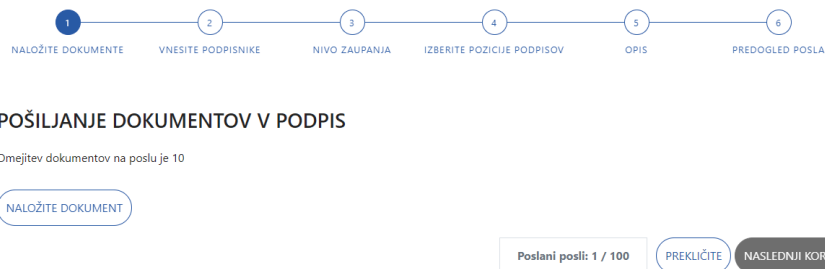 1 2 3 4 5 6
NALOŽITE DOKUMENTE VNESITE PODPISNIKE NIVO ZAUPANJA IZBERITE POZICIJE PODPISOV OPIS PREDOGLED POSLA
POŠILJANJE DOKUMENTOV V PODPIS
Omejitev dokumentov na poslu je 10
NALOŽITE DOKUMENT
Poslani posli: 1 / 100 PREKLIČITE NASLEDNJI KOR